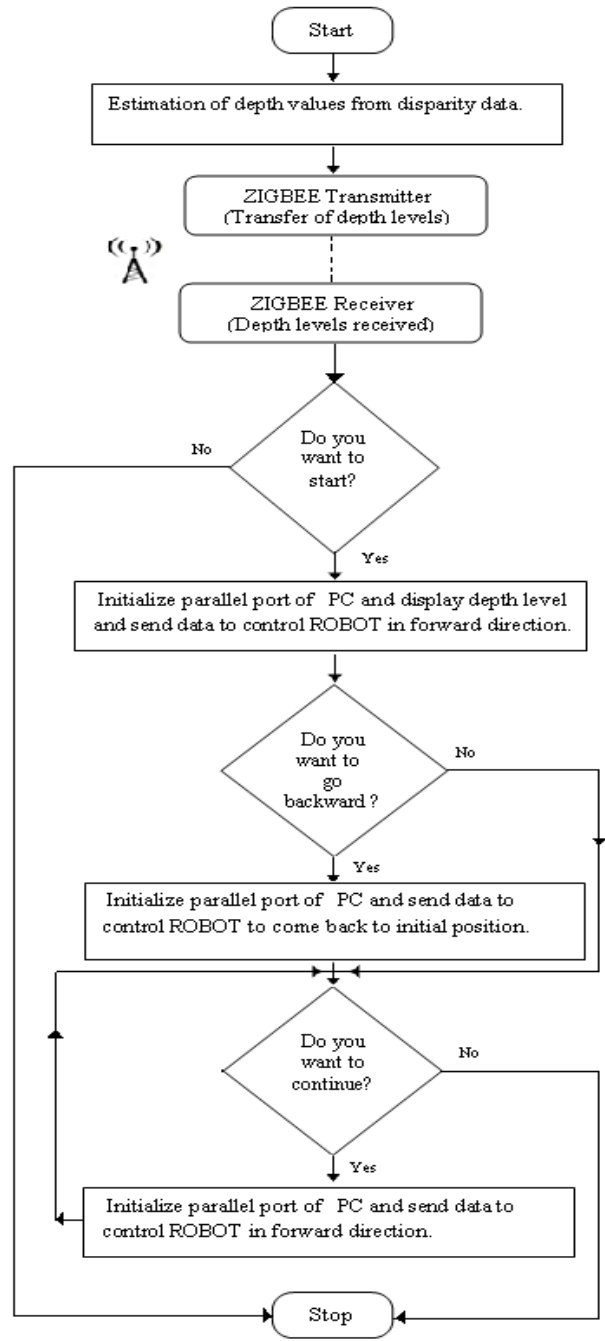 Start
Estimation of depth values from disparity data.
ZIGBEE Transmitter
(Transfer of depth levels)
ZIGBEE Receiver
(Depth levels received)
Do you
want to
start?
No
Yes
Initialize parallel port of PC and display depth level
and send data to control ROBOT in forward direction.
Do you
want to
go
backward ?
No
Yes
Initialize parallel port of PC and send data to
control ROBOT to come back to initial position.
Do you
want to
continue?
No
Yes
Initialize parallel port of PC and send data to
control ROBOT in forward direction.
Stop